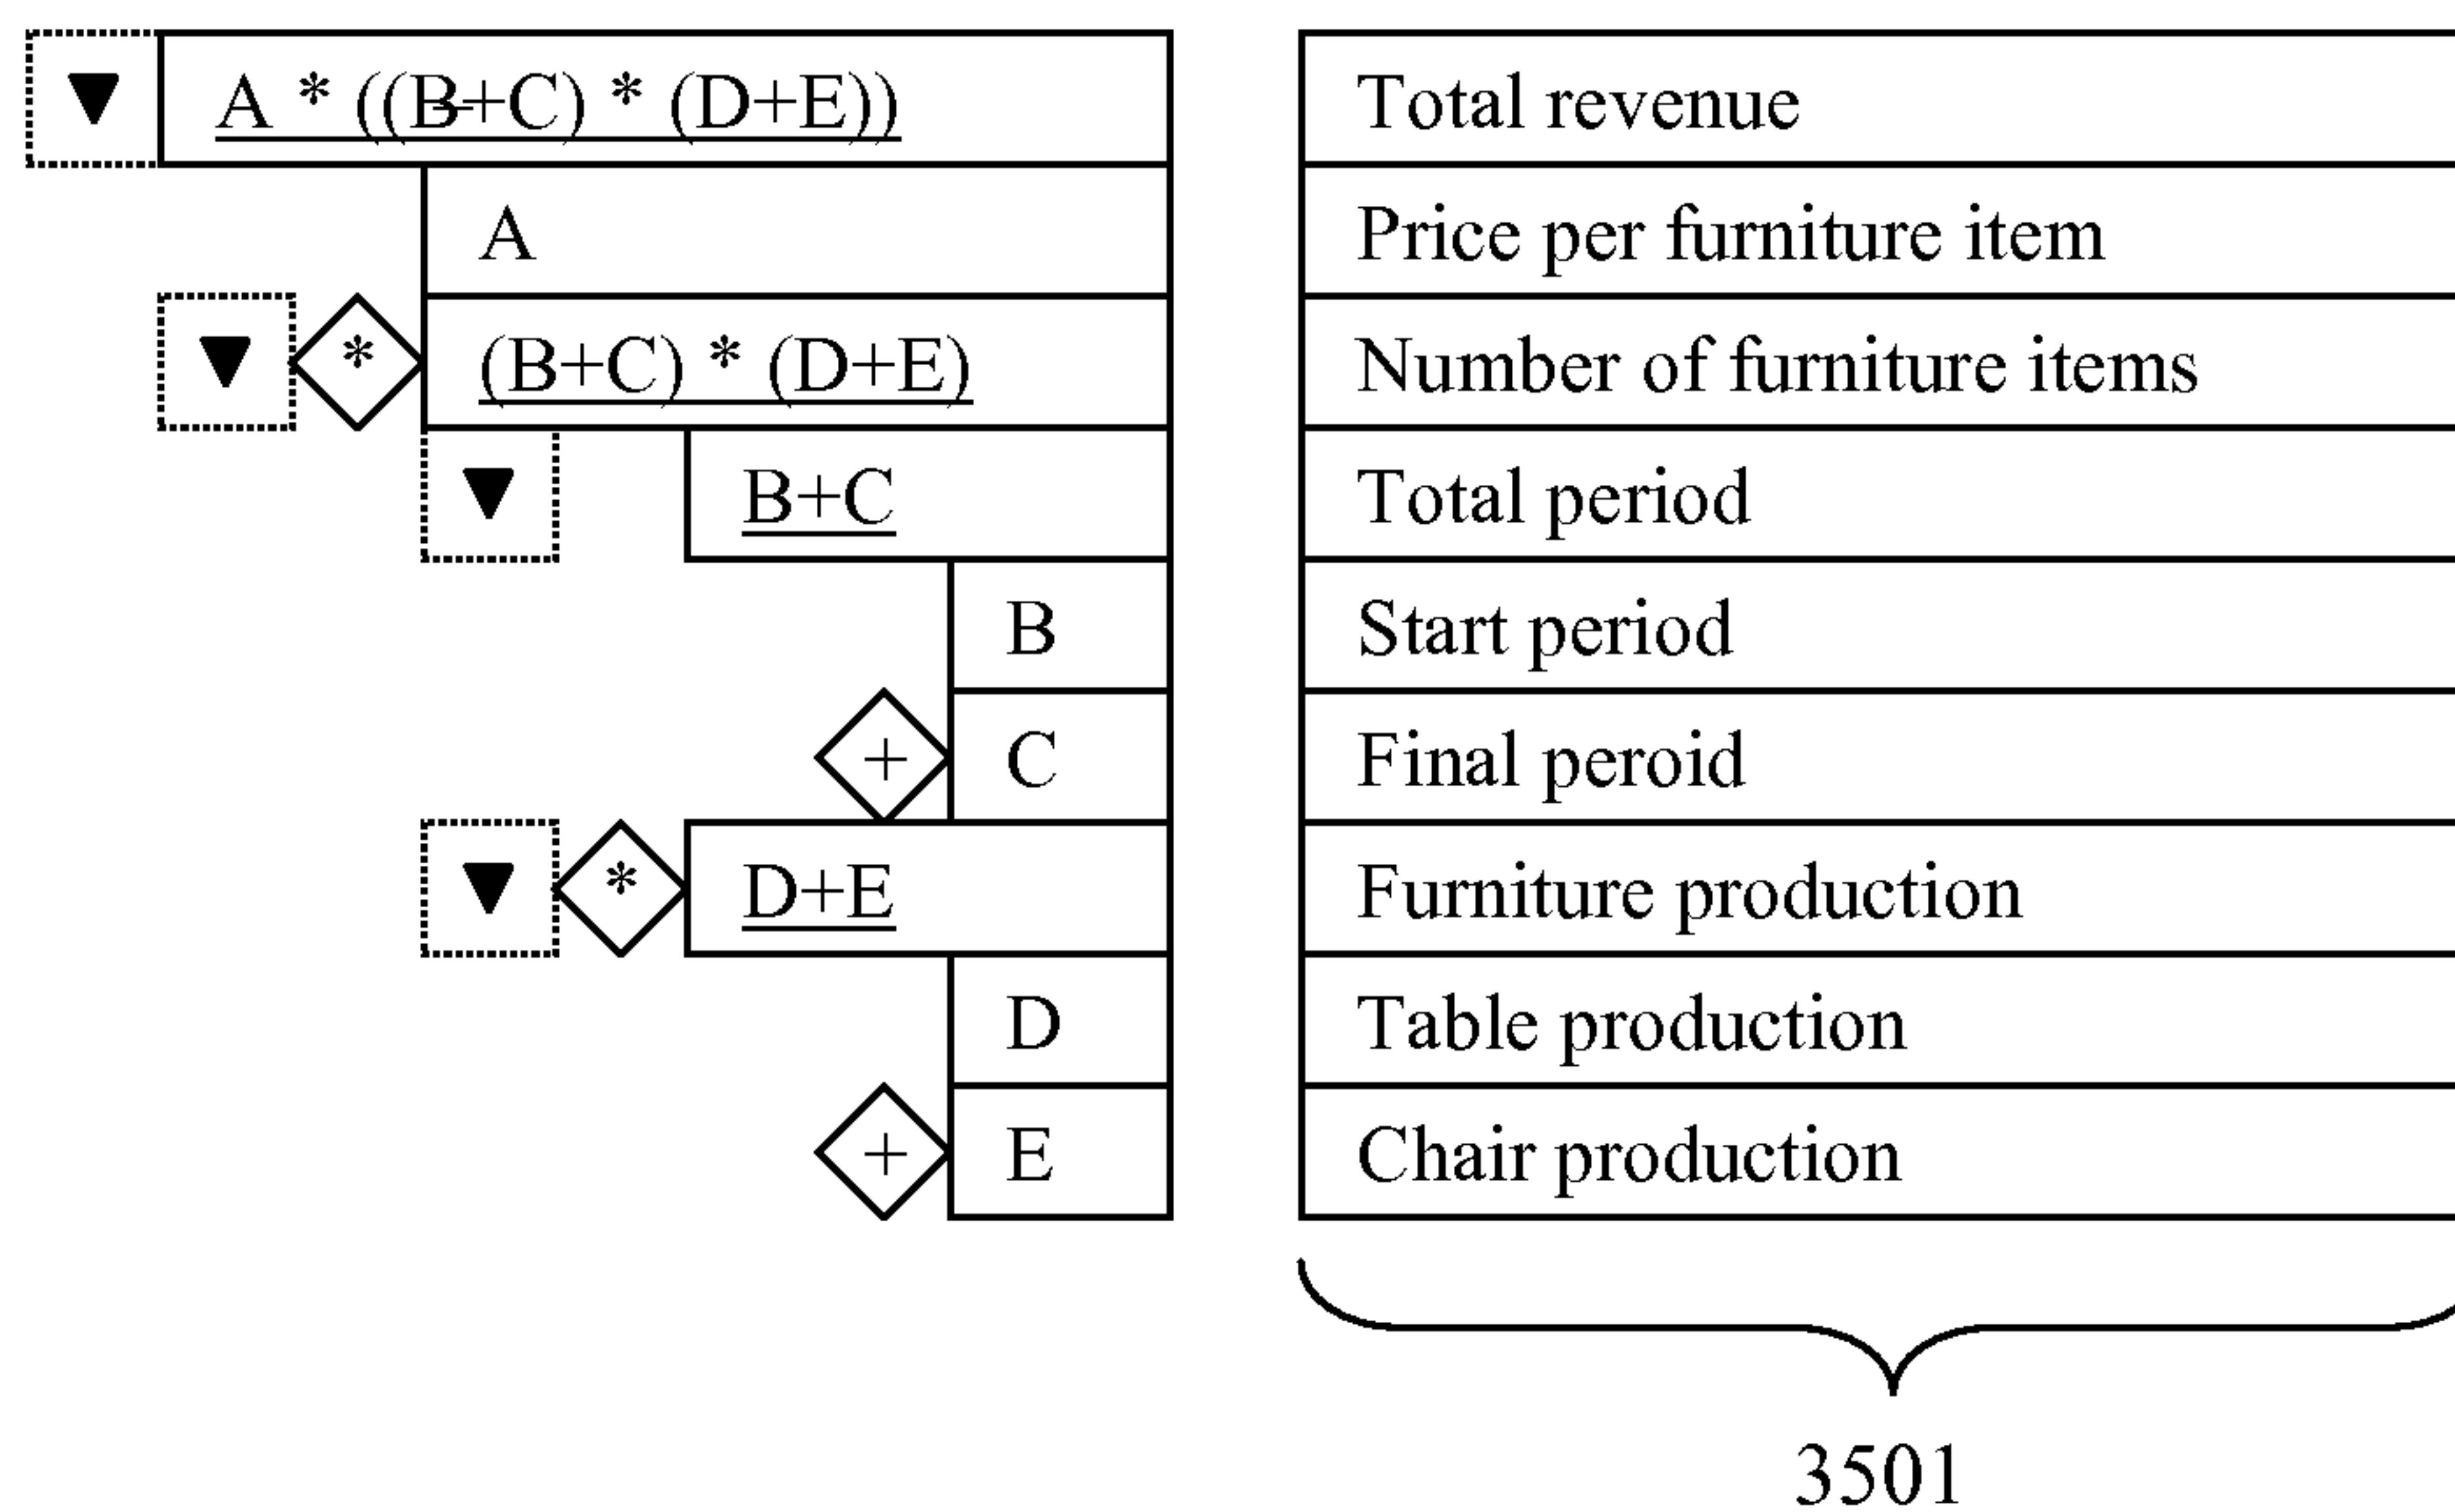 ▼ A * ((B+C) * (D+E)) Total revenue
A Price per furniture item
▼ * (B+C) * (D+E) Number of furniture items
▼ B+C Total period
B Start period
+ C Final peroid
▼ * D+E Furniture production
D Table production
+ E Chair production
3501